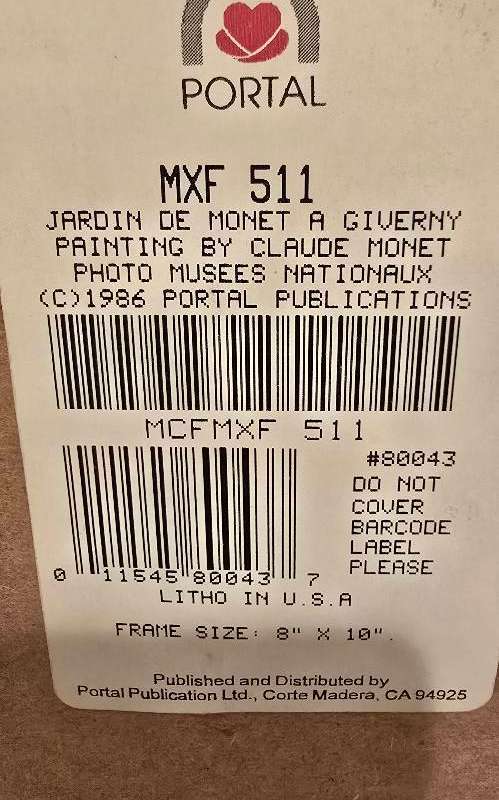 PORTAL
MXF 511
JARDIN DE MONET A GIVERNY
PAINTING BY CLAUDE MONET
PHOTO MUSEES NATIONAUX
(C)1986 PORTAL PUBLICATIONS
MCFMXF 511
#80043
DO NOT
COVER
BARCODE
LABEL
PLEASE
0 11545 80043 7
LITHO IN U.S.A
FRAME SIZE: 8" X 10".
Published and Distributed by
Portal Publication Ltd., Corte Madera, CA 94925